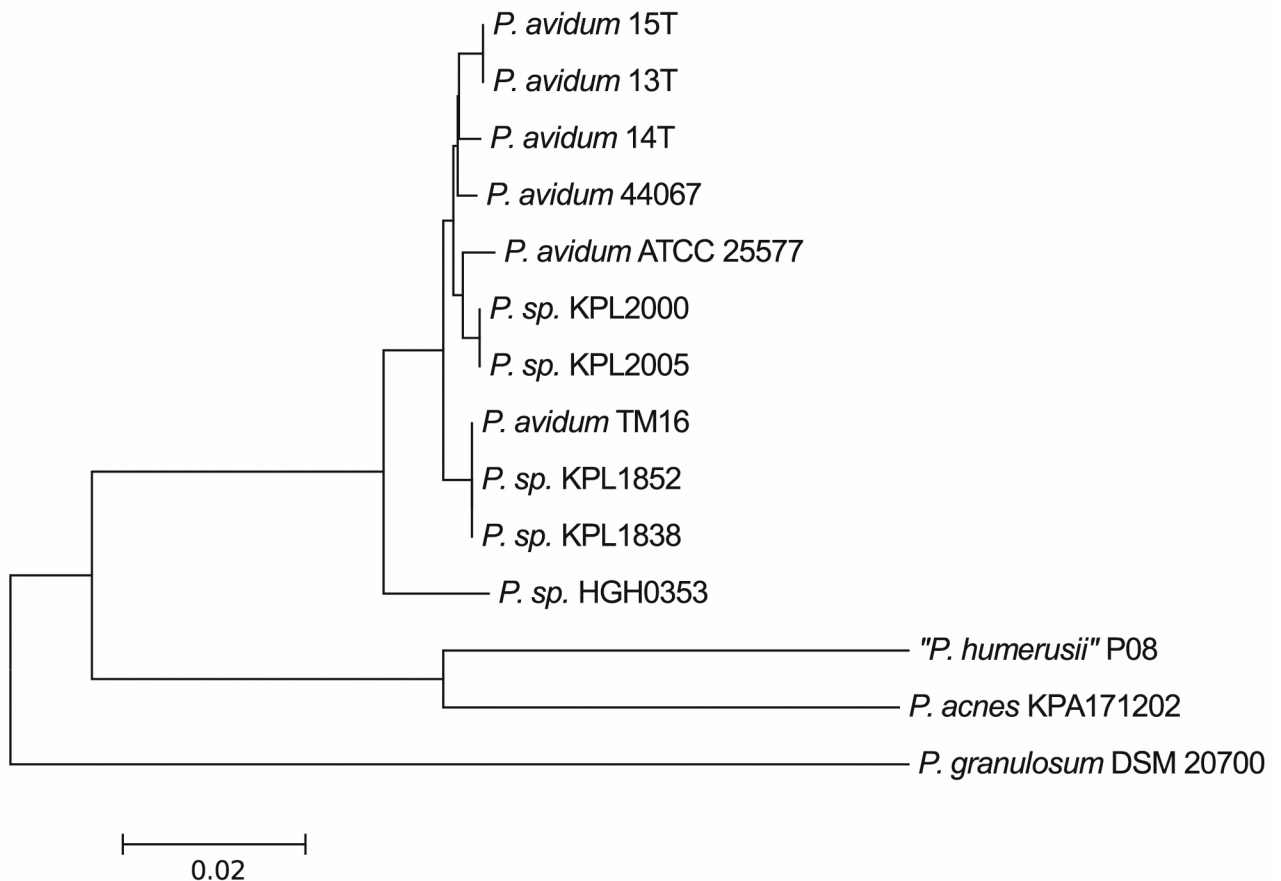 P. avidum 15T
P. avidum 13T
P. avidum 14T
P. avidum 44067
P. avidum ATCC 25577
P. sp. KPL2000
P. sp. KPL2005
P. avidum TM16
P. sp. KPL1852
P. sp. KPL1838
P. sp. HGH0353
"P. humerusii" P08
P. acnes KPA171202
P. granulosum DSM 20700
0.02